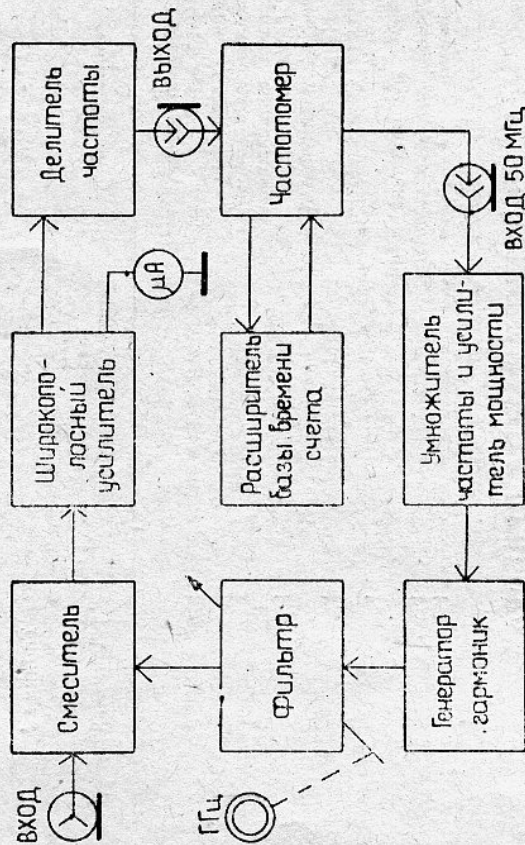 ВХОД
Смеситель
Широкопо-
лосный
усилитель
Делитель
частоты
μА
ВЫХОД
ГГц
Фильтр
Расширитель
базы времени
счета
Частотомер
Генератор
гармоник
Умножитель
частоты и усили-
тель мощности
ВХОД 50 МГц